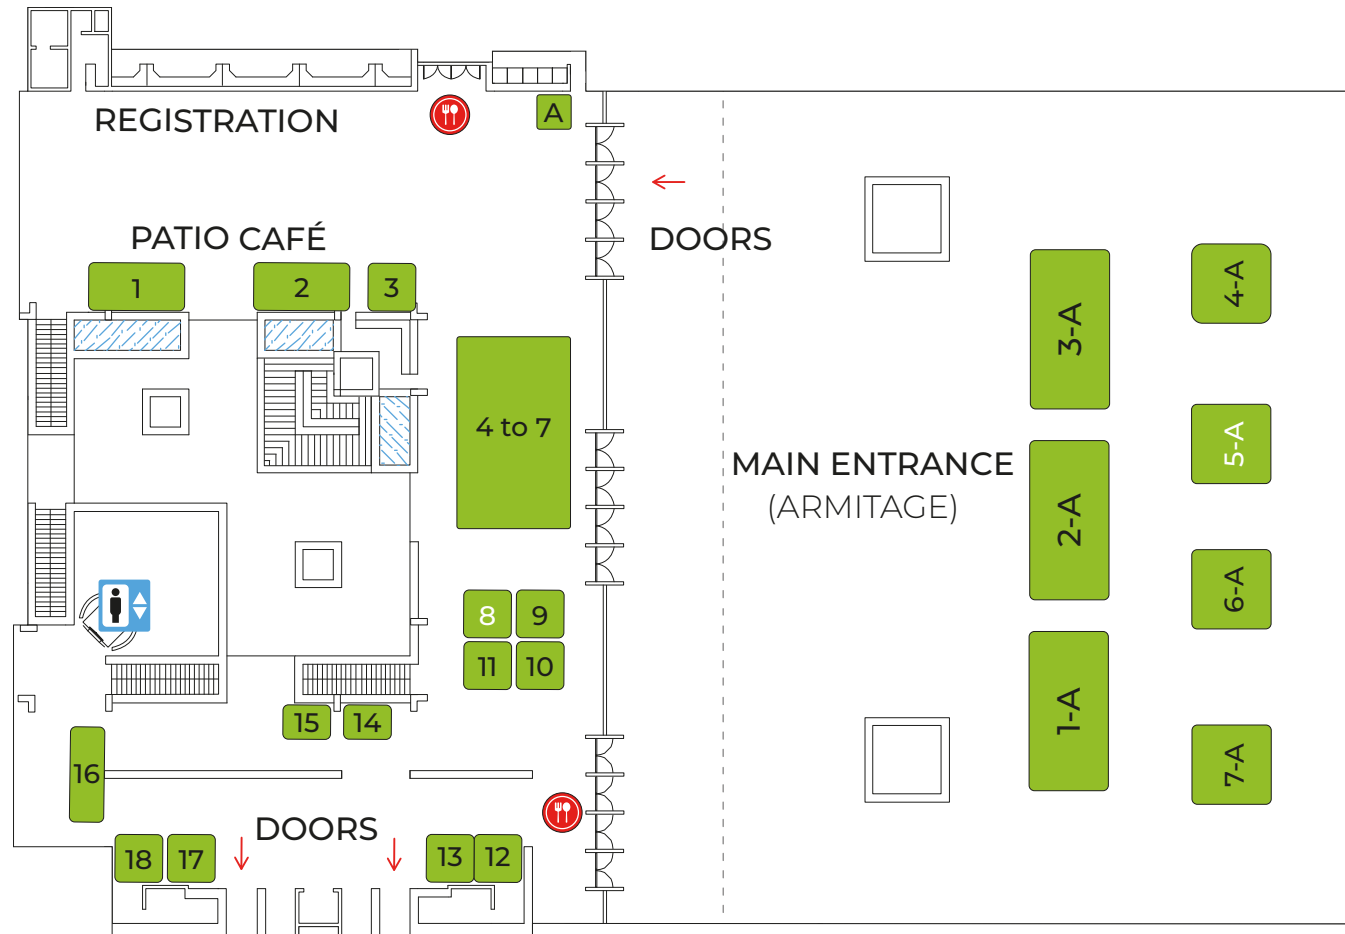 REGISTRATION
A
PATIO CAFÉ
DOORS
1
2
3
3-A
4-A
4 to 7
MAIN ENTRANCE
(ARMITAGE)
2-A
5-A
8
9
6-A
11
10
1-A
15
14
7-A
16
DOORS
18
17
13
12